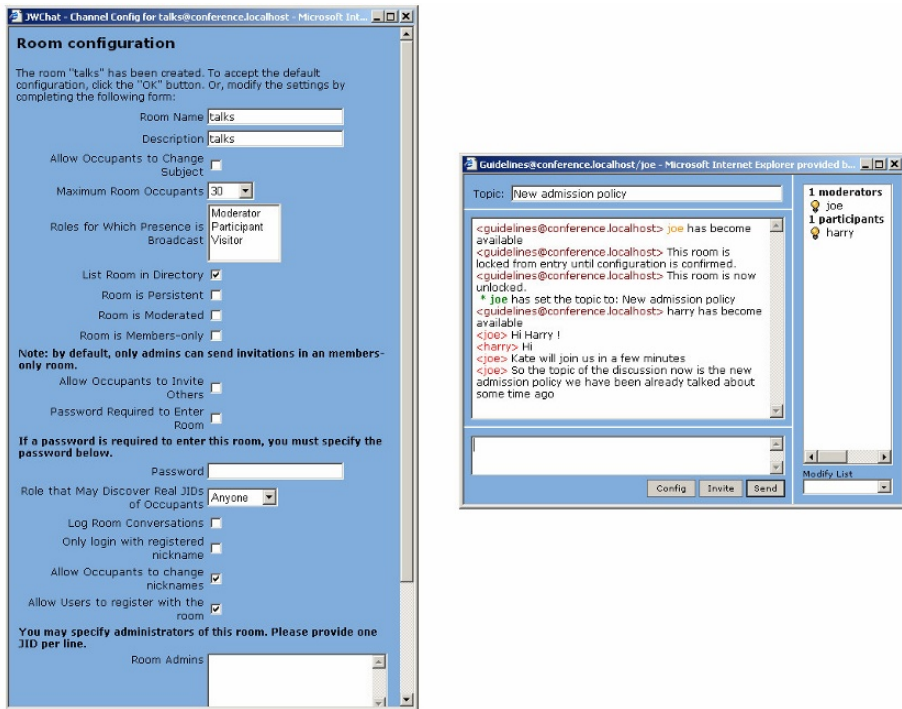 JWChat - Channel Config for talks@conference.localhost - Microsoft Int...
Room configuration
The room "talks" has been created. To accept the default
configuration, click the "OK" button. Or, modify the settings by
completing the following form:
Room Name talks
Description talks
Allow Occupants to Change
Subject
Maximum Room Occupants 30
Roles for Which Presence is
Broadcast
Moderator
Participant
Visitor
List Room in Directory
Room is Persistent
Room is Moderated
Room is Members-only
Note: by default, only admins can send invitations in an members-
only room.
Allow Occupants to Invite
Others
Password Required to Enter
Room
If a password is required to enter this room, you must specify the
password below.
Password
Role that May Discover Real JIDs
of Occupants
Anyone
Log Room Conversations
Only login with registered
nickname
Allow Occupants to change
nicknames
Allow Users to register with the
room
You may specify administrators of this room. Please provide one
JID per line.
Room Admins
Guidelines@conference.localhost/joe - Microsoft Internet Explorer provided b...
Topic: New admission policy
<guidelines@conference.localhost> joe has become
available
<guidelines@conference.localhost> This room is
locked from entry until configuration is confirmed.
<guidelines@conference.localhost> This room is now
unlocked.
* joe has set the topic to: New admission policy
<guidelines@conference.localhost> harry has become
available
<joe> Hi Harry !
<harry> Hi
<joe> Kate will join us in a few minutes
<joe> So the topic of the discussion now is the new
admission policy we have been already talked about
some time ago
Config Invite Send
1 moderators
joe
1 participants
harry
Modify List